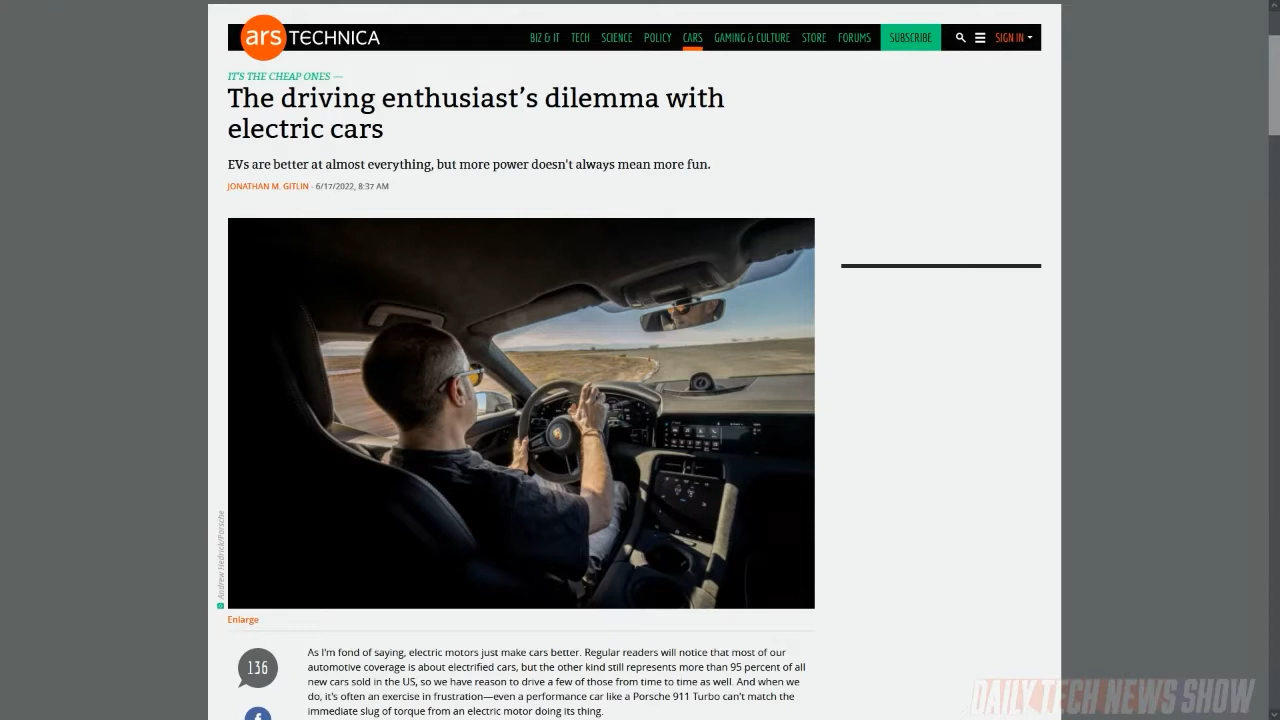 ars TECHNICA
BIZ & IT TECH SCIENCE POLICY CARS GAMING & CULTURE STORE FORUMS SUBSCRIBE SIGN IN
IT'S THE CHEAP ONES —
The driving enthusiast’s dilemma with
electric cars
EVs are better at almost everything, but more power doesn't always mean more fun.
JONATHAN M. GITLIN - 6/17/2022, 8:37 AM
Andrew Hedrick/Porsche
Enlarge
136
As I'm fond of saying, electric motors just make cars better. Regular readers will notice that most of our
automotive coverage is about electrified cars, but the other kind still represents more than 95 percent of all
new cars sold in the US, so we have reason to drive a few of those from time to time as well. And when we
do, it's often an exercise in frustration—even a performance car like a Porsche 911 Turbo can't match the
immediate slug of torque from an electric motor doing its thing.
DAILY TECH NEWS SHOW